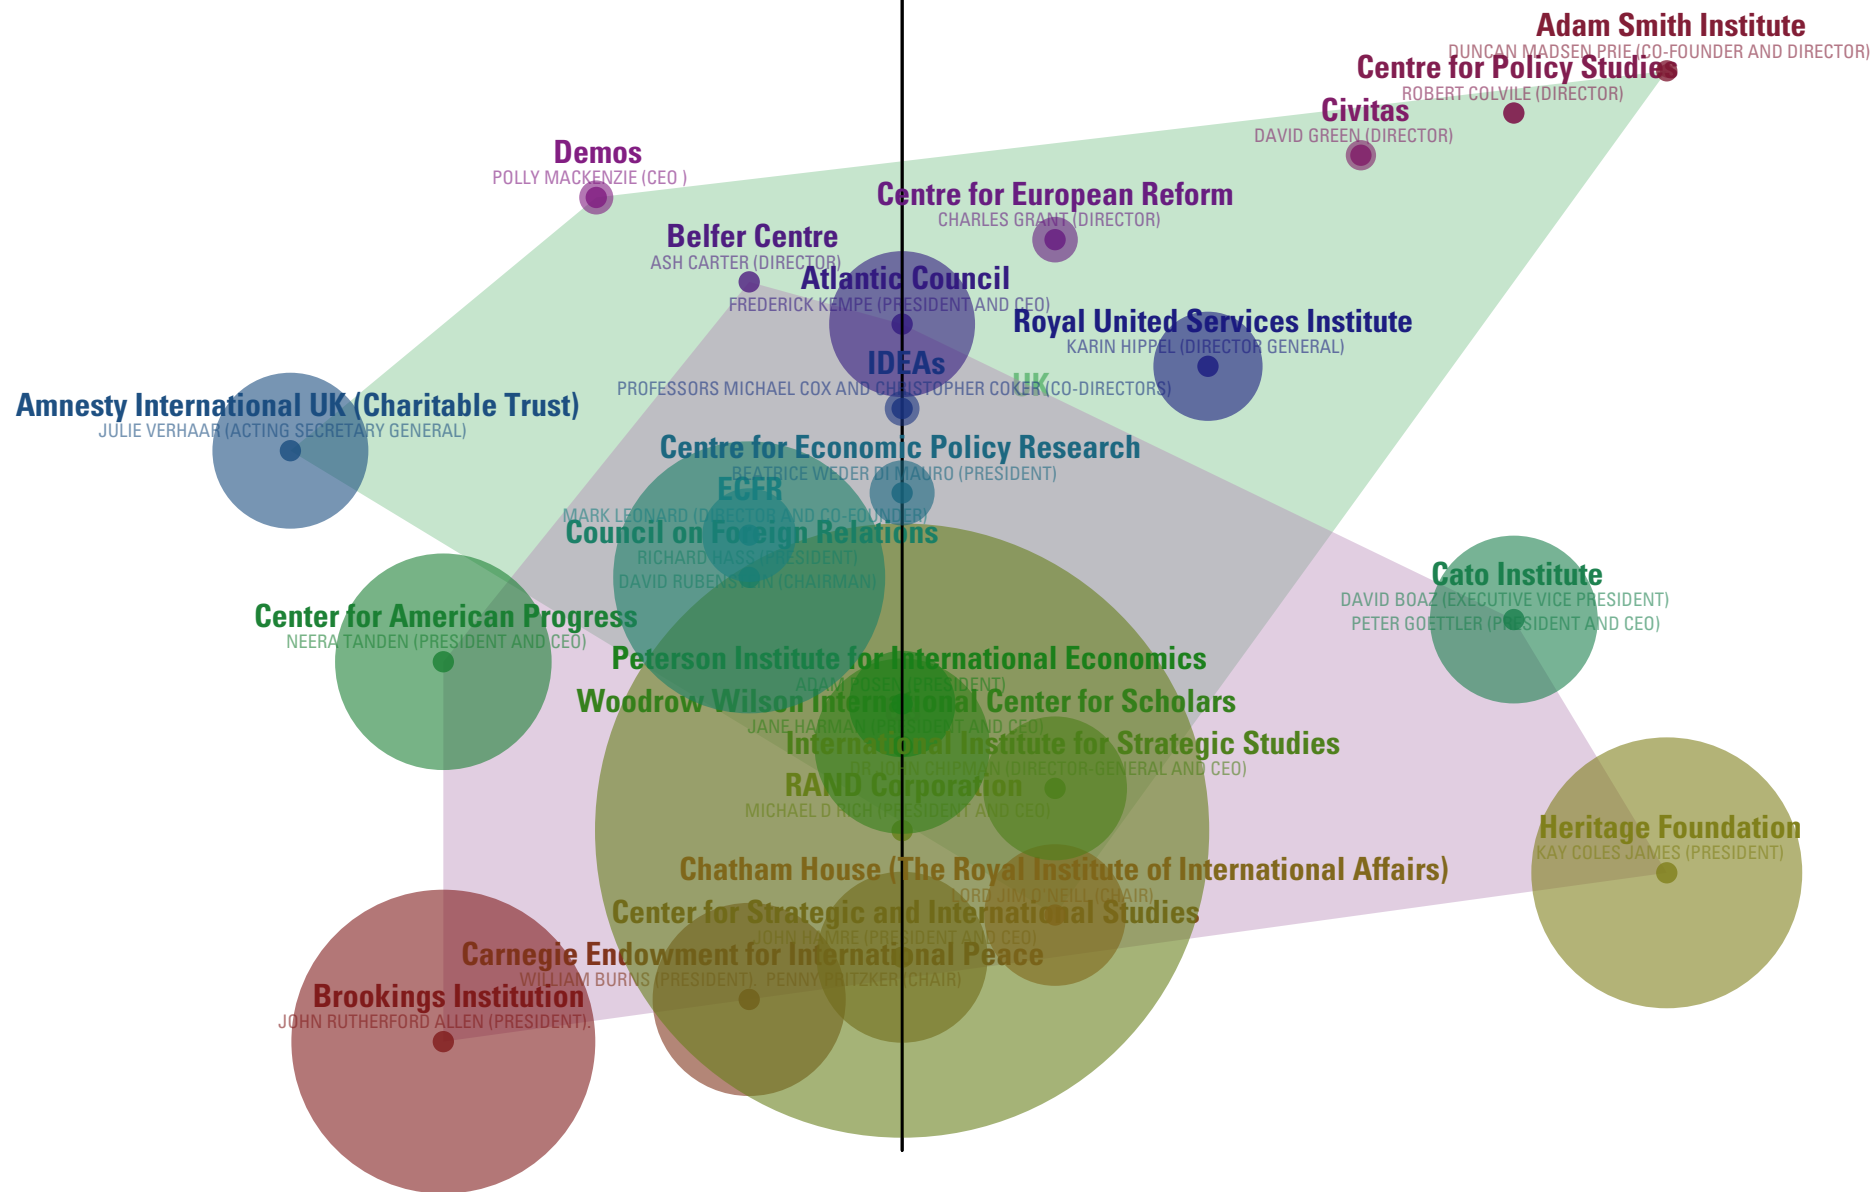 Adam Smith Institute
DUNCAN MADSEN PRIE (CO-FOUNDER AND DIRECTOR)
Centre for Policy Studies
ROBERT COLVILE (DIRECTOR)
Civitas
DAVID GREEN (DIRECTOR)
Demos
POLLY MACKENZIE (CEO )
Centre for European Reform
CHARLES GRANT (DIRECTOR)
Belfer Centre
ASH CARTER (DIRECTOR)
Atlantic Council
FREDERICK KEMPE (PRESIDENT AND CEO)
Royal United Services Institute
KARIN HIPPEL (DIRECTOR GENERAL)
IDEAs
PROFESSORS MICHAEL COX AND CHRISTOPHER COKER (CO-DIRECTORS)
UK
Amnesty International UK (Charitable Trust)
JULIE VERHAAR (ACTING SECRETARY GENERAL)
Centre for Economic Policy Research
BEATRICE WEDER DI MAURO (PRESIDENT)
ECFR
MARK LEONARD (DIRECTOR AND CO-FOUNDER)
Council on Foreign Relations
RICHARD HASS (PRESIDENT)
DAVID RUBENSTEIN (CHAIRMAN)
Cato Institute
DAVID BOAZ (EXECUTIVE VICE PRESIDENT)
PETER GOETTLER (PRESIDENT AND CEO)
Center for American Progress
NEERA TANDEN (PRESIDENT AND CEO)
Peterson Institute for International Economics
ADAM POSEN (PRESIDENT)
Woodrow Wilson International Center for Scholars
JANE HARMAN (PRESIDENT AND CEO)
International Institute for Strategic Studies
DR JOHN CHIPMAN (DIRECTOR-GENERAL AND CEO)
RAND Corporation
MICHAEL D RICH (PRESIDENT AND CEO)
Heritage Foundation
KAY COLES JAMES (PRESIDENT)
Chatham House (The Royal Institute of International Affairs)
LORD JIM O'NEILL (CHAIR)
Center for Strategic and International Studies
JOHN HAMRE (PRESIDENT AND CEO)
Carnegie Endowment for International Peace
WILLIAM BURNS (PRESIDENT). PENNY PRITZKER (CHAIR)
Brookings Institution
JOHN RUTHERFORD ALLEN (PRESIDENT).